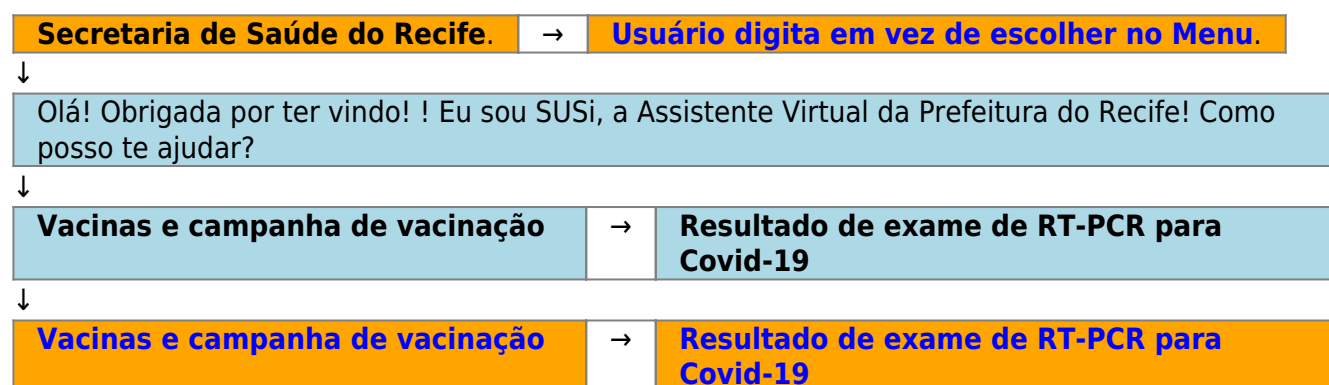 Secretaria de Saúde do Recife. → Usuário digita em vez de escolher no Menu.
↓
Olá! Obrigada por ter vindo! ! Eu sou SUSi, a Assistente Virtual da Prefeitura do Recife! Como
posso te ajudar?
↓
Vacinas e campanha de vacinação → Resultado de exame de RT-PCR para
Covid-19
↓
Vacinas e campanha de vacinação → Resultado de exame de RT-PCR para
Covid-19